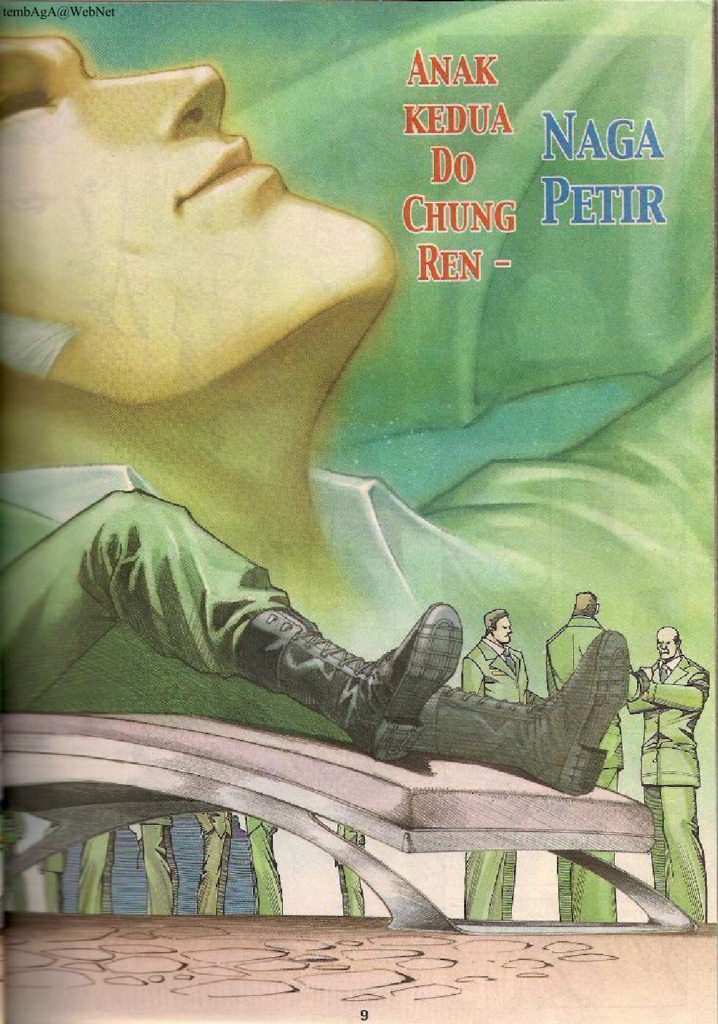 tembAgA@WebNet
ANAK
KEDUA
DO
CHUNG
REN –
NAGA
PETIR
9